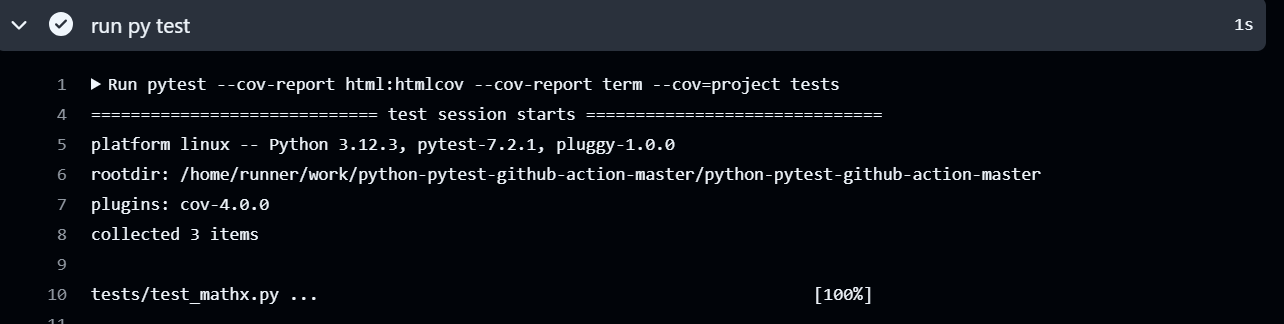 run py test 1s
1 Run pytest --cov-report html:htmlcov --cov-report term --cov=project tests
4 ============================= test session starts ==============================
5 platform linux -- Python 3.12.3, pytest-7.2.1, pluggy-1.0.0
6 rootdir: /home/runner/work/python-pytest-github-action-master/python-pytest-github-action-master
7 plugins: cov-4.0.0
8 collected 3 items
9
10 tests/test_mathx.py ... [100%]
11